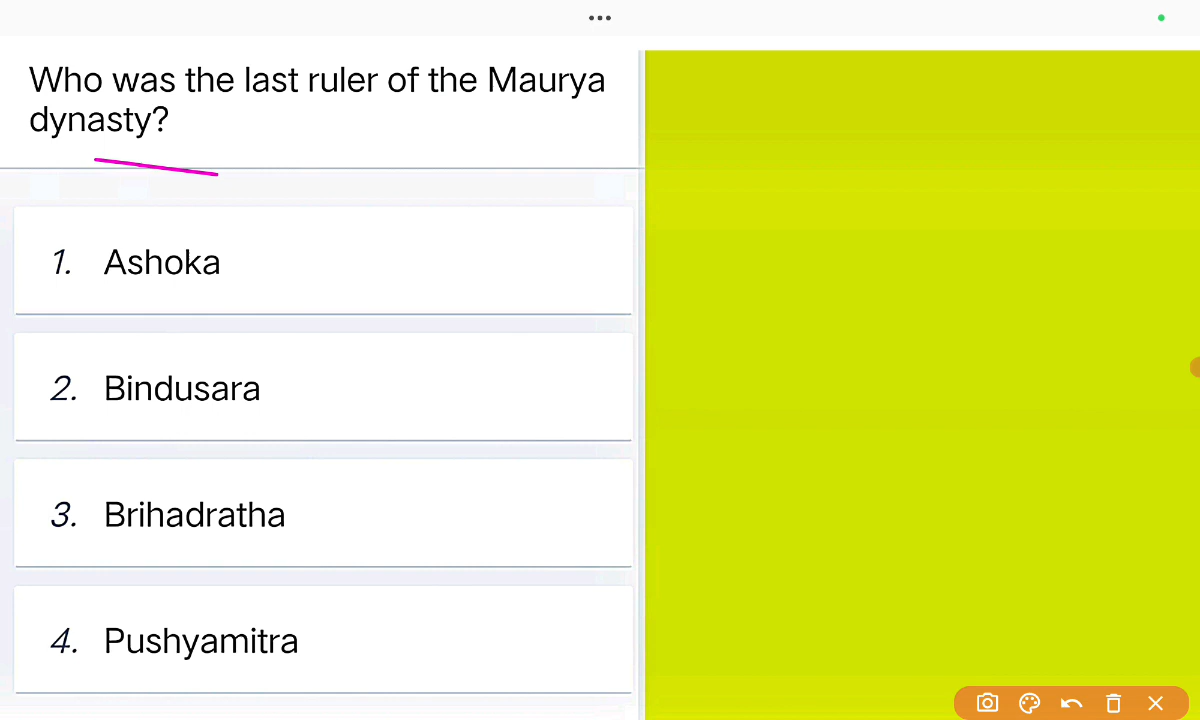 Who was the last ruler of the Maurya
dynasty?
1. Ashoka
2. Bindusara
3. Brihadratha
4. Pushyamitra